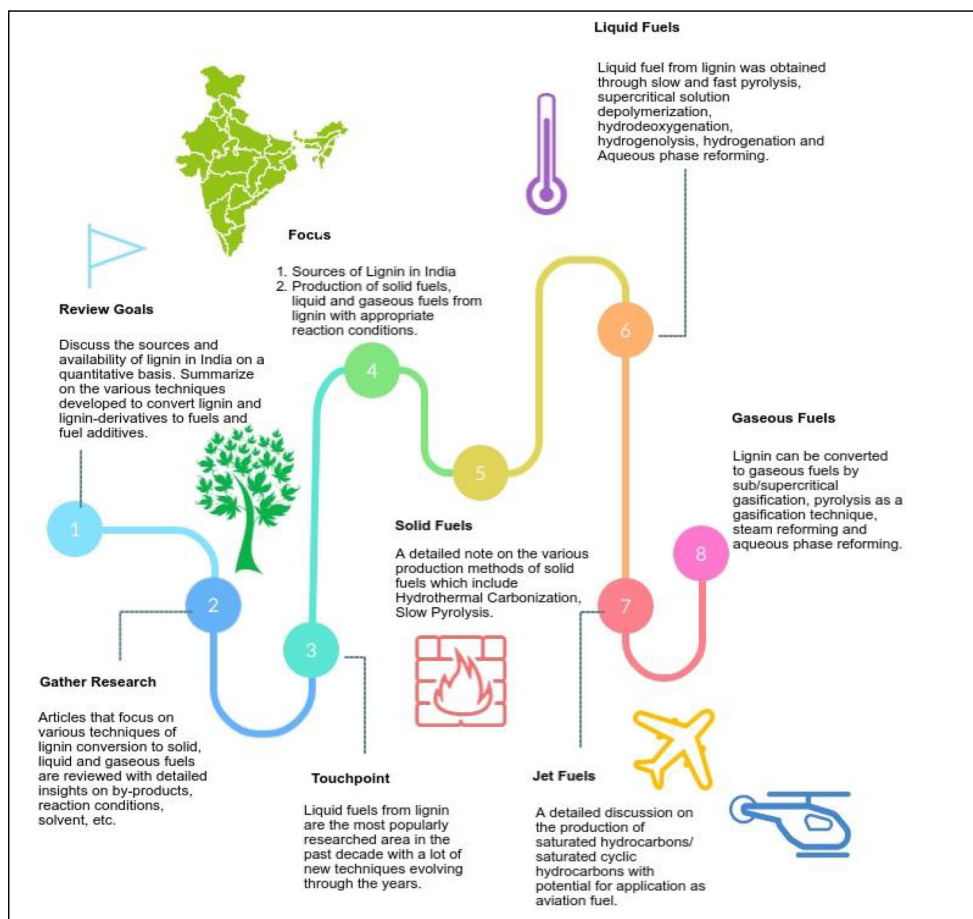 Review Goals
Discuss the sources and
availability of lignin in India on a
quantitative basis. Summarize
on the various techniques
developed to convert lignin and
lignin-derivatives to fuels and
fuel additives.
1
2
Gather Research
Articles that focus on
various techniques of
lignin conversion to solid,
liquid and gaseous fuels
are reviewed with detailed
insights on by-products,
reaction conditions,
solvent, etc.
3
Touchpoint
Liquid fuels from lignin
are the most popularly
researched area in the
past decade with a lot of
new techniques evolving
through the years.
Focus
1. Sources of Lignin in India
2. Production of solid fuels,
liquid and gaseous fuels from
lignin with appropriate
reaction conditions.
4
5
Solid Fuels
A detailed note on the various
production methods of solid
fuels which include
Hydrothermal Carbonization,
Slow Pyrolysis.
Liquid Fuels
Liquid fuel from lignin was obtained
through slow and fast pyrolysis,
supercritical solution
depolymerization,
hydrodeoxygenation,
hydrogenolysis, hydrogenation and
Aqueous phase reforming.
6
7
Jet Fuels
A detailed discussion on
the production of
saturated hydrocarbons/
saturated cyclic
hydrocarbons with
potential for application as
aviation fuel.
Gaseous Fuels
Lignin can be converted
to gaseous fuels by
sub/supercritical
gasification, pyrolysis as a
gasification technique,
steam reforming and
aqueous phase reforming.
8